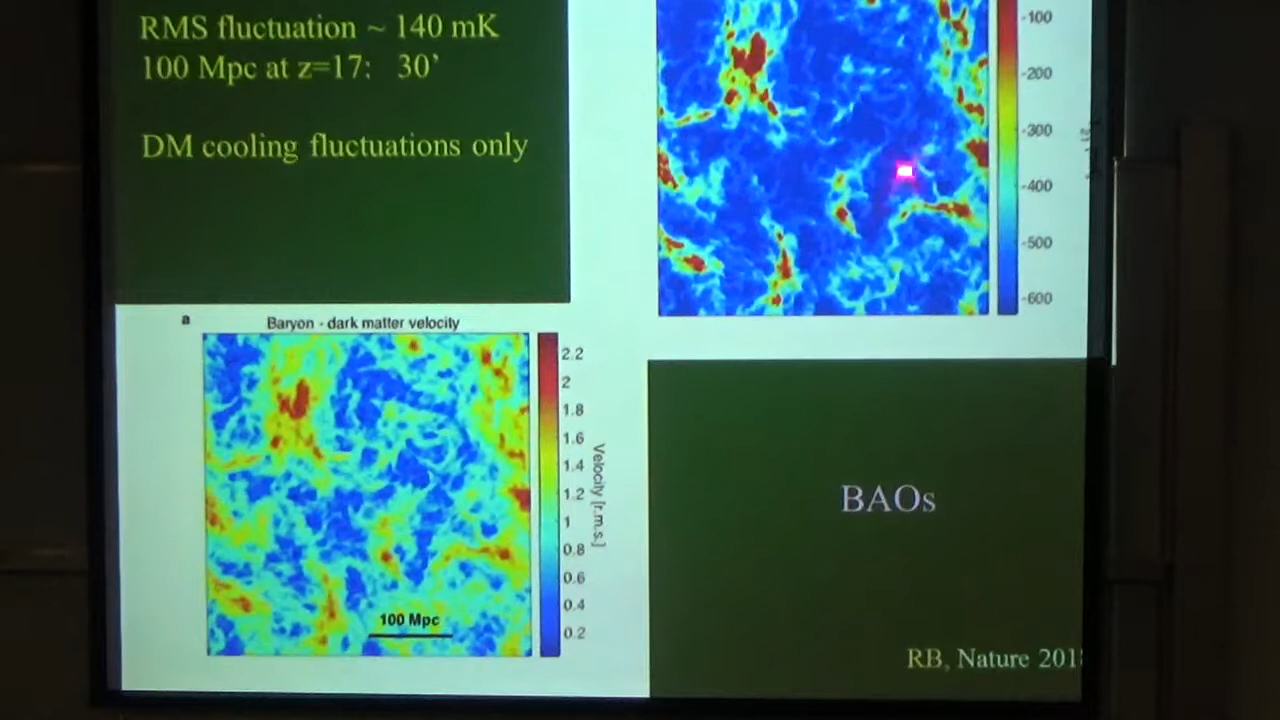 RMS fluctuation ~ 140 mK
100 Mpc at z=17: 30'
DM cooling fluctuations only
-100
-200
-300
-400
-500
-600
a
Baryon - dark matter velocity
2.2
2
1.8
1.6
1.4
1.2
1
0.8
0.6
0.4
0.2
Velocity [r.m.s.]
100 Mpc
BAOs
RB, Nature 201